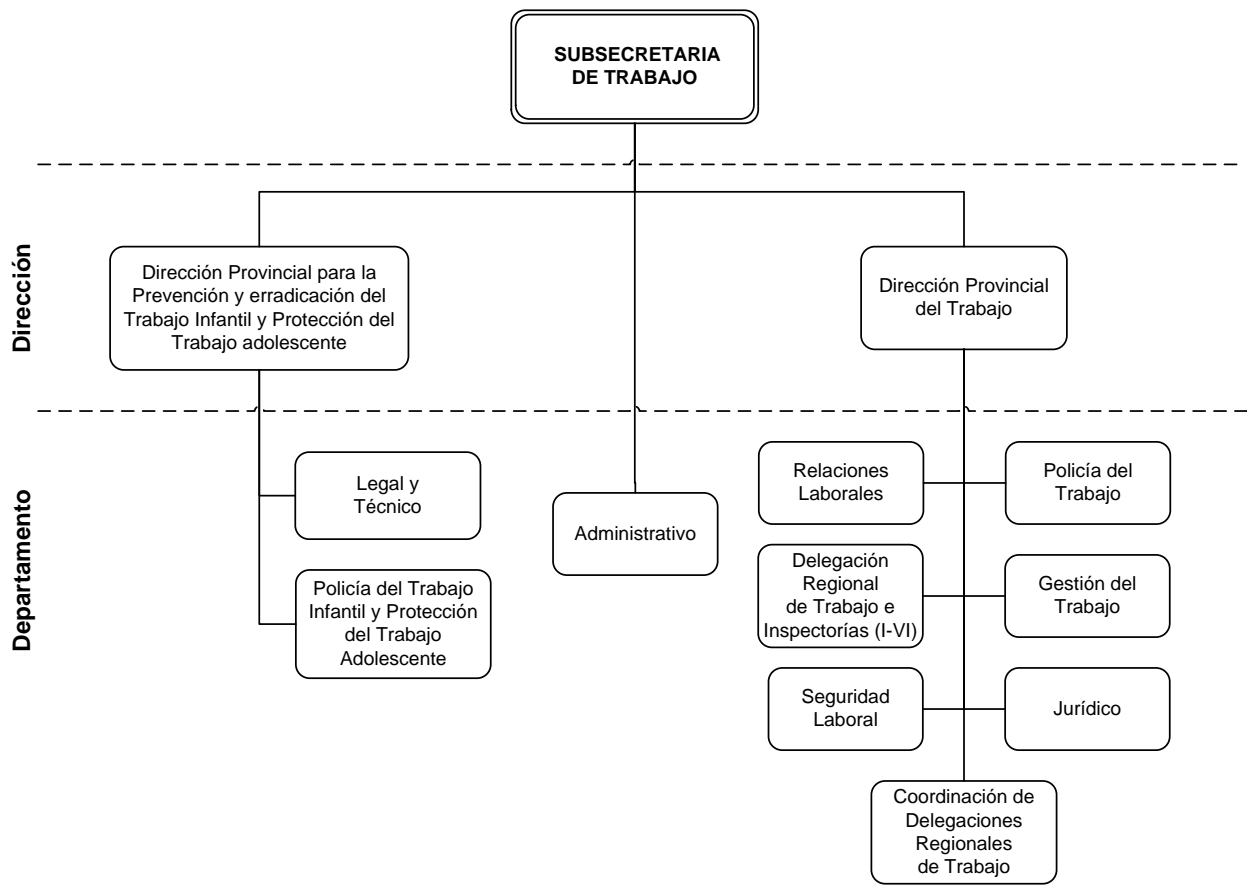 SUBSECRETARIA
DE TRABAJO
Dirección
Dirección Provincial para la
Prevención y erradicación del
Trabajo Infantil y Protección del
Trabajo adolescente
Dirección Provincial
del Trabajo
Departamento
Legal y
Técnico
Policía del Trabajo
Infantil y Protección
del Trabajo
Adolescente
Administrativo
Relaciones
Laborales
Policía del
Trabajo
Delegación
Regional
de Trabajo e
Inspectorías (I-VI)
Gestión del
Trabajo
Seguridad
Laboral
Jurídico
Coordinación de
Delegaciones
Regionales
de Trabajo